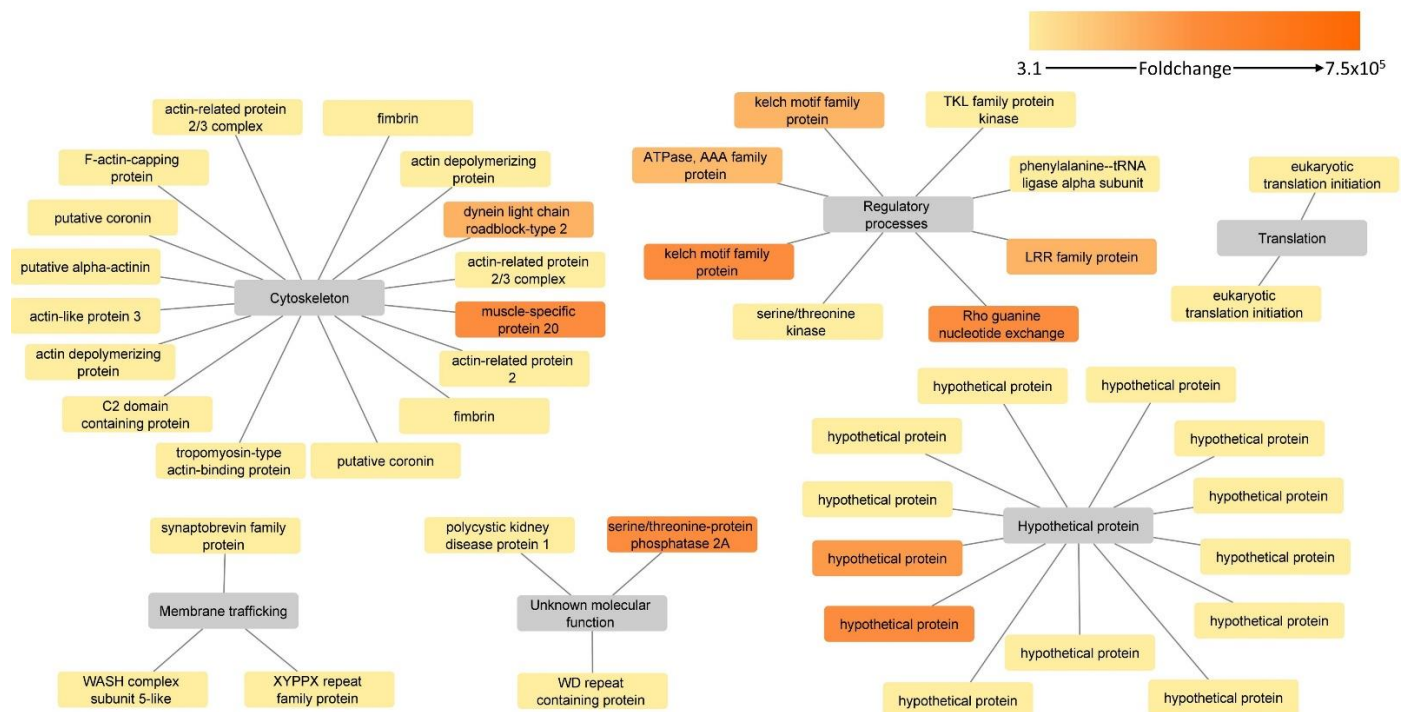 3.1
Foldchange
7.5x10⁵
actin-related protein
2/3 complex
fimbrin
F-actin-capping
protein
actin depolymerizing
protein
putative coronin
dynein light chain
roadblock-type 2
putative alpha-actinin
actin-related protein
2/3 complex
Cytoskeleton
actin-like protein 3
muscle-specific
protein 20
actin depolymerizing
protein
actin-related protein
2
C2 domain
containing protein
fimbrin
tropomyosin-type
actin-binding protein
putative coronin
kelch motif family
protein
TKL family protein
kinase
ATPase, AAA family
protein
phenylalanine--tRNA
ligase alpha subunit
Regulatory
processes
kelch motif family
protein
LRR family protein
serine/threonine
kinase
Rho guanine
nucleotide exchange
eukaryotic
translation initiation
Translation
eukaryotic
translation initiation
synaptobrevin family
protein
Membrane trafficking
WASH complex
subunit 5-like
XYPPX repeat
family protein
polycystic kidney
disease protein 1
serine/threonine-protein
phosphatase 2A
Unknown molecular
function
WD repeat
containing protein
hypothetical protein
hypothetical protein
hypothetical protein
hypothetical protein
hypothetical protein
hypothetical protein
Hypothetical protein
hypothetical protein
hypothetical protein
hypothetical protein
hypothetical protein
hypothetical protein
hypothetical protein
hypothetical protein